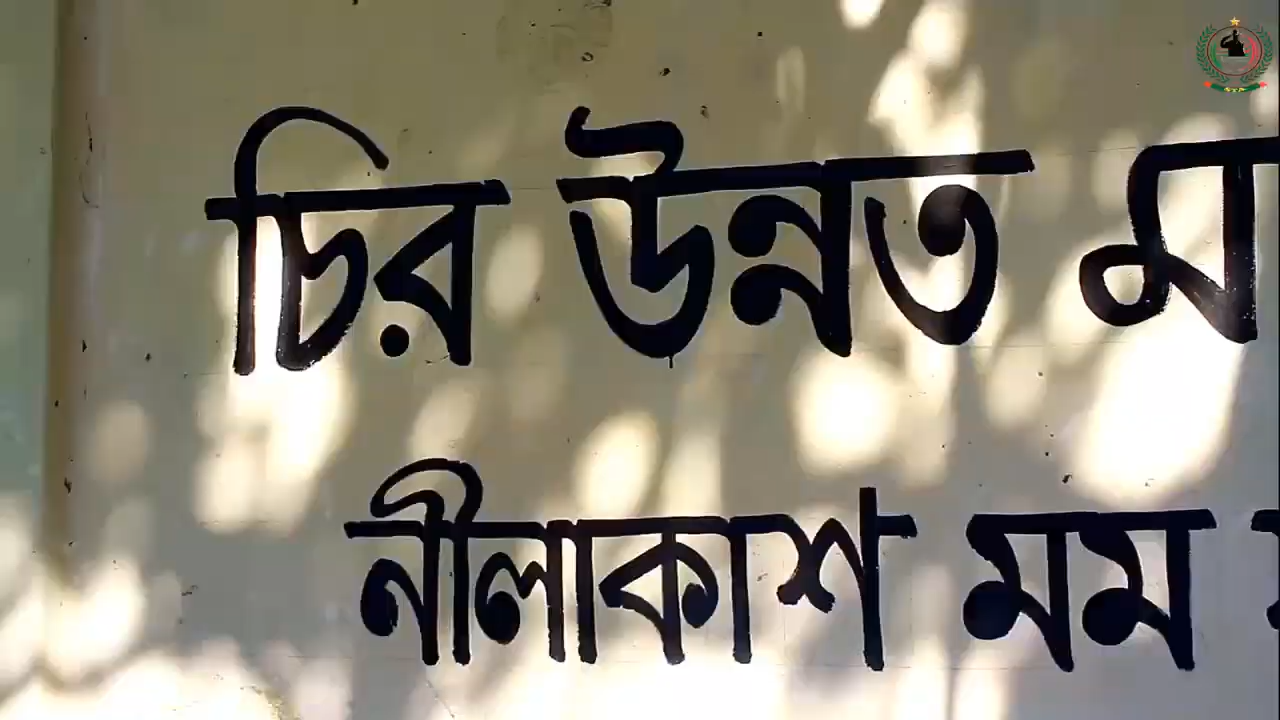 চির উন্নত ম
নীলাকাশ মম